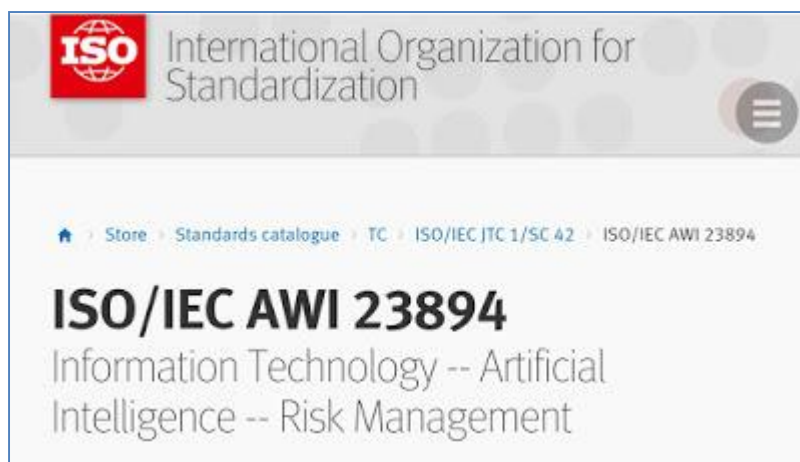 ISO
International Organization for
Standardization
Store Standards catalogue TC ISO/IEC JTC 1/SC 42 ISO/IEC AWI 23894
ISO/IEC AWI 23894
Information Technology -- Artificial
Intelligence -- Risk Management